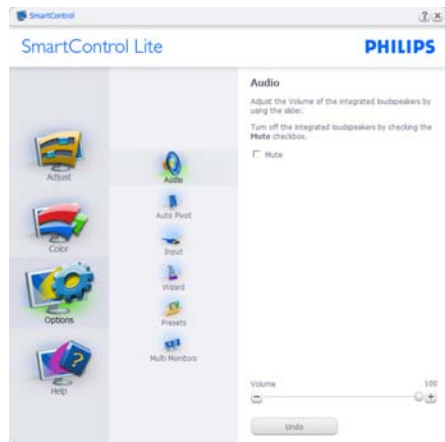 SmartControl
SmartControl Lite
PHILIPS
Adjust
Color
Options
Help
Audio
Auto Pivot
Input
Wizard
Presets
Multi Monitors
Audio
Adjust the Volume of the integrated loudspeakers by
using the slider.
Turn off the integrated loudspeakers by checking the
Mute checkbox.
Mute
Volume 100
Undo